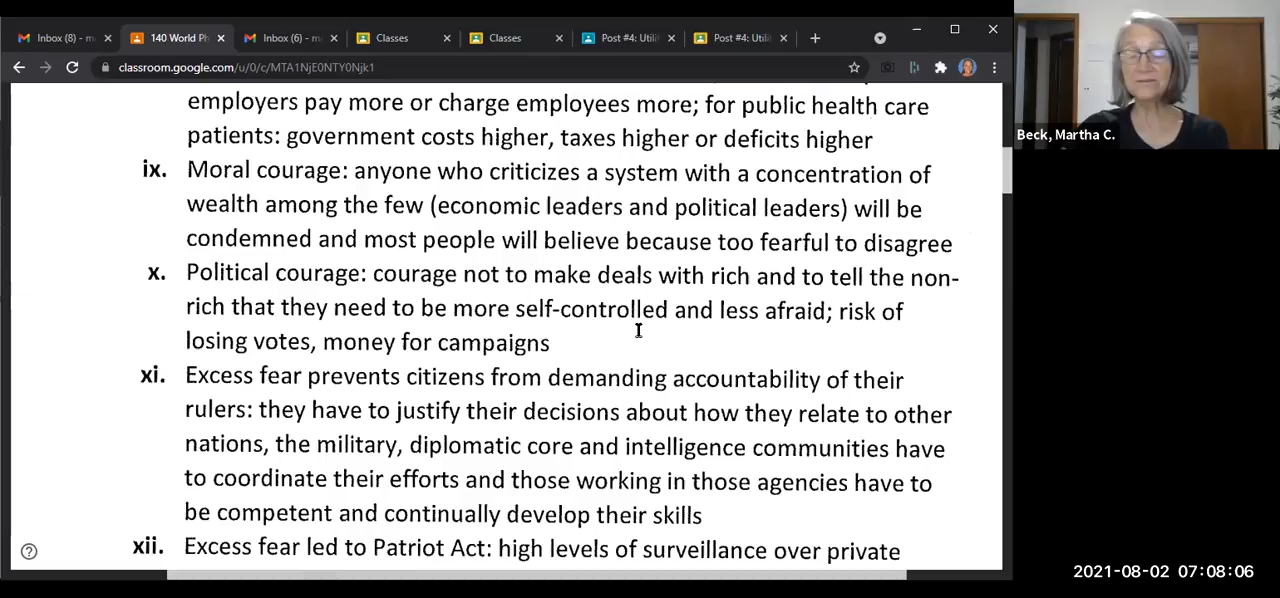 Inbox (8) - m
140 World Ph
Inbox (6) - m
Classes
Classes
Post #4: Utili
Post #4: Utili
classroom.google.com/u/0/c/MTA1NjE0NTY0Njk1
employers pay more or charge employees more; for public health care
patients: government costs higher, taxes higher or deficits higher
ix. Moral courage: anyone who criticizes a system with a concentration of
wealth among the few (economic leaders and political leaders) will be
condemned and most people will believe because too fearful to disagree
x. Political courage: courage not to make deals with rich and to tell the non-
rich that they need to be more self-controlled and less afraid; risk of
losing votes, money for campaigns
xi. Excess fear prevents citizens from demanding accountability of their
rulers: they have to justify their decisions about how they relate to other
nations, the military, diplomatic core and intelligence communities have
to coordinate their efforts and those working in those agencies have to
be competent and continually develop their skills
xii. Excess fear led to Patriot Act: high levels of surveillance over private
Beck, Martha C.
2021-08-02 07:08:06